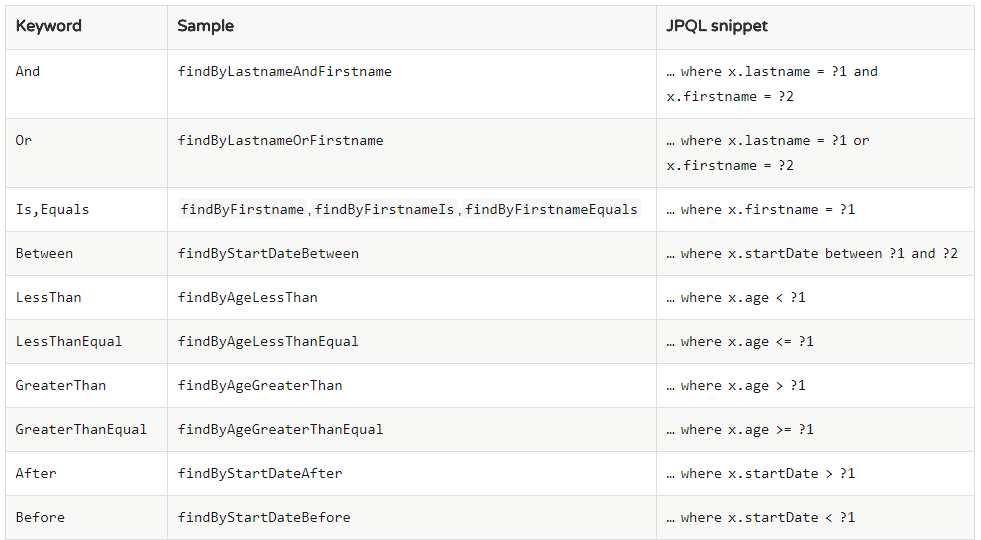 Keyword Sample JPQL snippet
And findByLastnameAndFirstname … where x.lastname = ?1 and
x.firstname = ?2
Or findByLastnameOrFirstname … where x.lastname = ?1 or
x.firstname = ?2
Is,Equals findByFirstname,findByFirstnameIs,findByFirstnameEquals … where x.firstname = ?1
Between findByStartDateBetween … where x.startDate between ?1 and ?2
LessThan findByAgeLessThan … where x.age < ?1
LessThanEqual findByAgeLessThanEqual … where x.age <= ?1
GreaterThan findByAgeGreaterThan … where x.age > ?1
GreaterThanEqual findByAgeGreaterThanEqual … where x.age >= ?1
After findByStartDateAfter … where x.startDate > ?1
Before findByStartDateBefore … where x.startDate < ?1